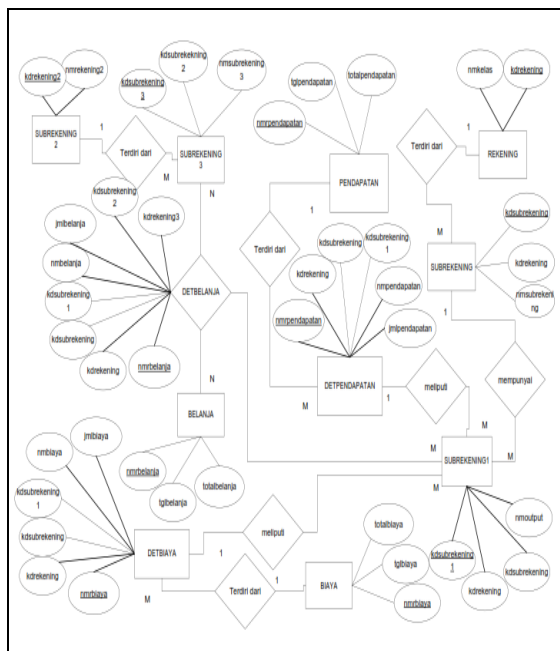 kdrekening2
nmrekening2
kdsubrekekning
2
kdsubrekening
3
nmsubrekening
3
SUBREKENING
2
1
Terdiri dari
M
SUBREKENING
3
tglpendapatan
totalpendapatan
nmrpendapatan
PENDAPATAN
nmkelas
kdrekening
1
Terdiri dari
REKENING
N
kdsubrekening
2
kdrekening3
jmlbelanja
nmbelanja
kdsubrekening
1
kdsubrekening
kdrekening
nmrbelanja
DETBELANJA
1
Terdiri dari
kdsubrekening
kdsubrekening
1
kdrekening
nmpendapatan
nmrpendapatan
jmlpendapatan
M
SUBREKENING
kdsubrekening
kdrekening
nmsubrekeni
ng
1
N
BELANJA
nmrbelanja
tglbelanja
totalbelanja
M
DETPENDAPATAN
1
meliputi
mempunyai
M
M
M
SUBREKENING1
M
nmoutput
kdsubrekening
1
kdrekening
kdsubrekening
jmlbiaya
nmbiaya
kdsubrekening
1
kdsubrekening
kdrekening
nmrbiaya
DETBIAYA
1
meliputi
M
Terdiri dari
1
BIAYA
totalbiaya
tglbiaya
nmrbiaya